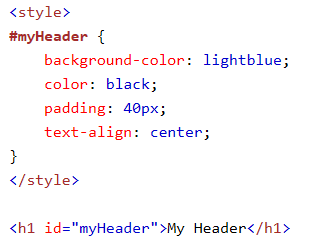 <style>
#myHeader {
    background-color: lightblue;
    color: black;
    padding: 40px;
    text-align: center;
}
</style>

<h1 id="myHeader">My Header</h1>